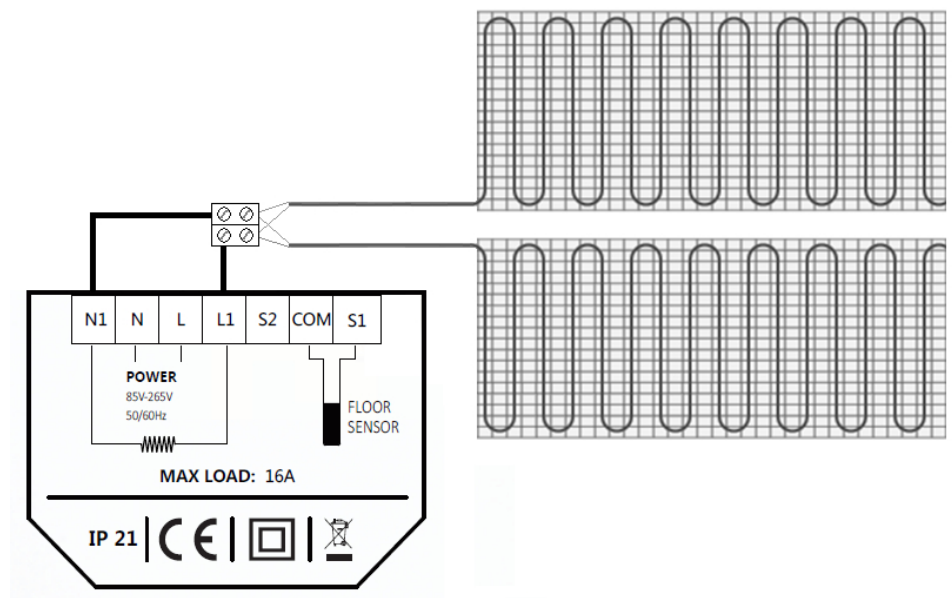 N1 N L L1 S2 COM S1
POWER
85V-265V
50/60Hz
FLOOR
SENSOR
MAX LOAD: 16A
IP 21 CE